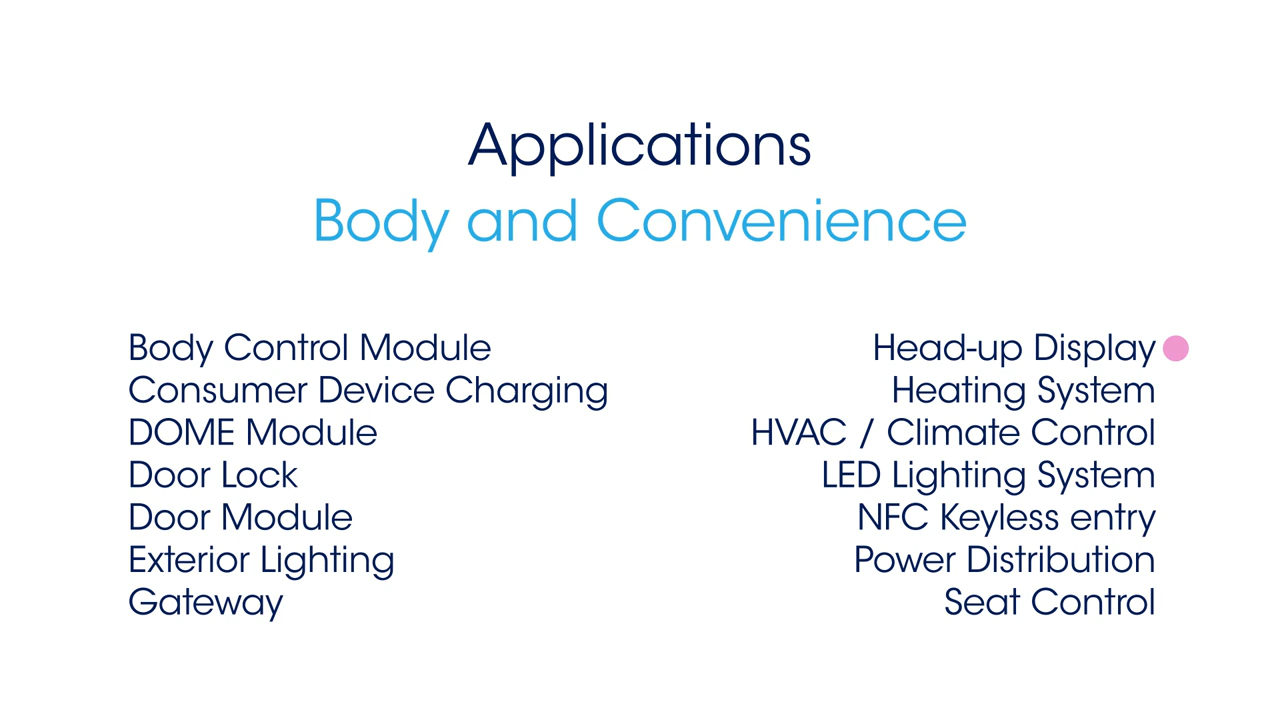 Applications
Body and Convenience
Body Control Module
Consumer Device Charging
DOME Module
Door Lock
Door Module
Exterior Lighting
Gateway
Head-up Display
Heating System
HVAC / Climate Control
LED Lighting System
NFC Keyless entry
Power Distribution
Seat Control